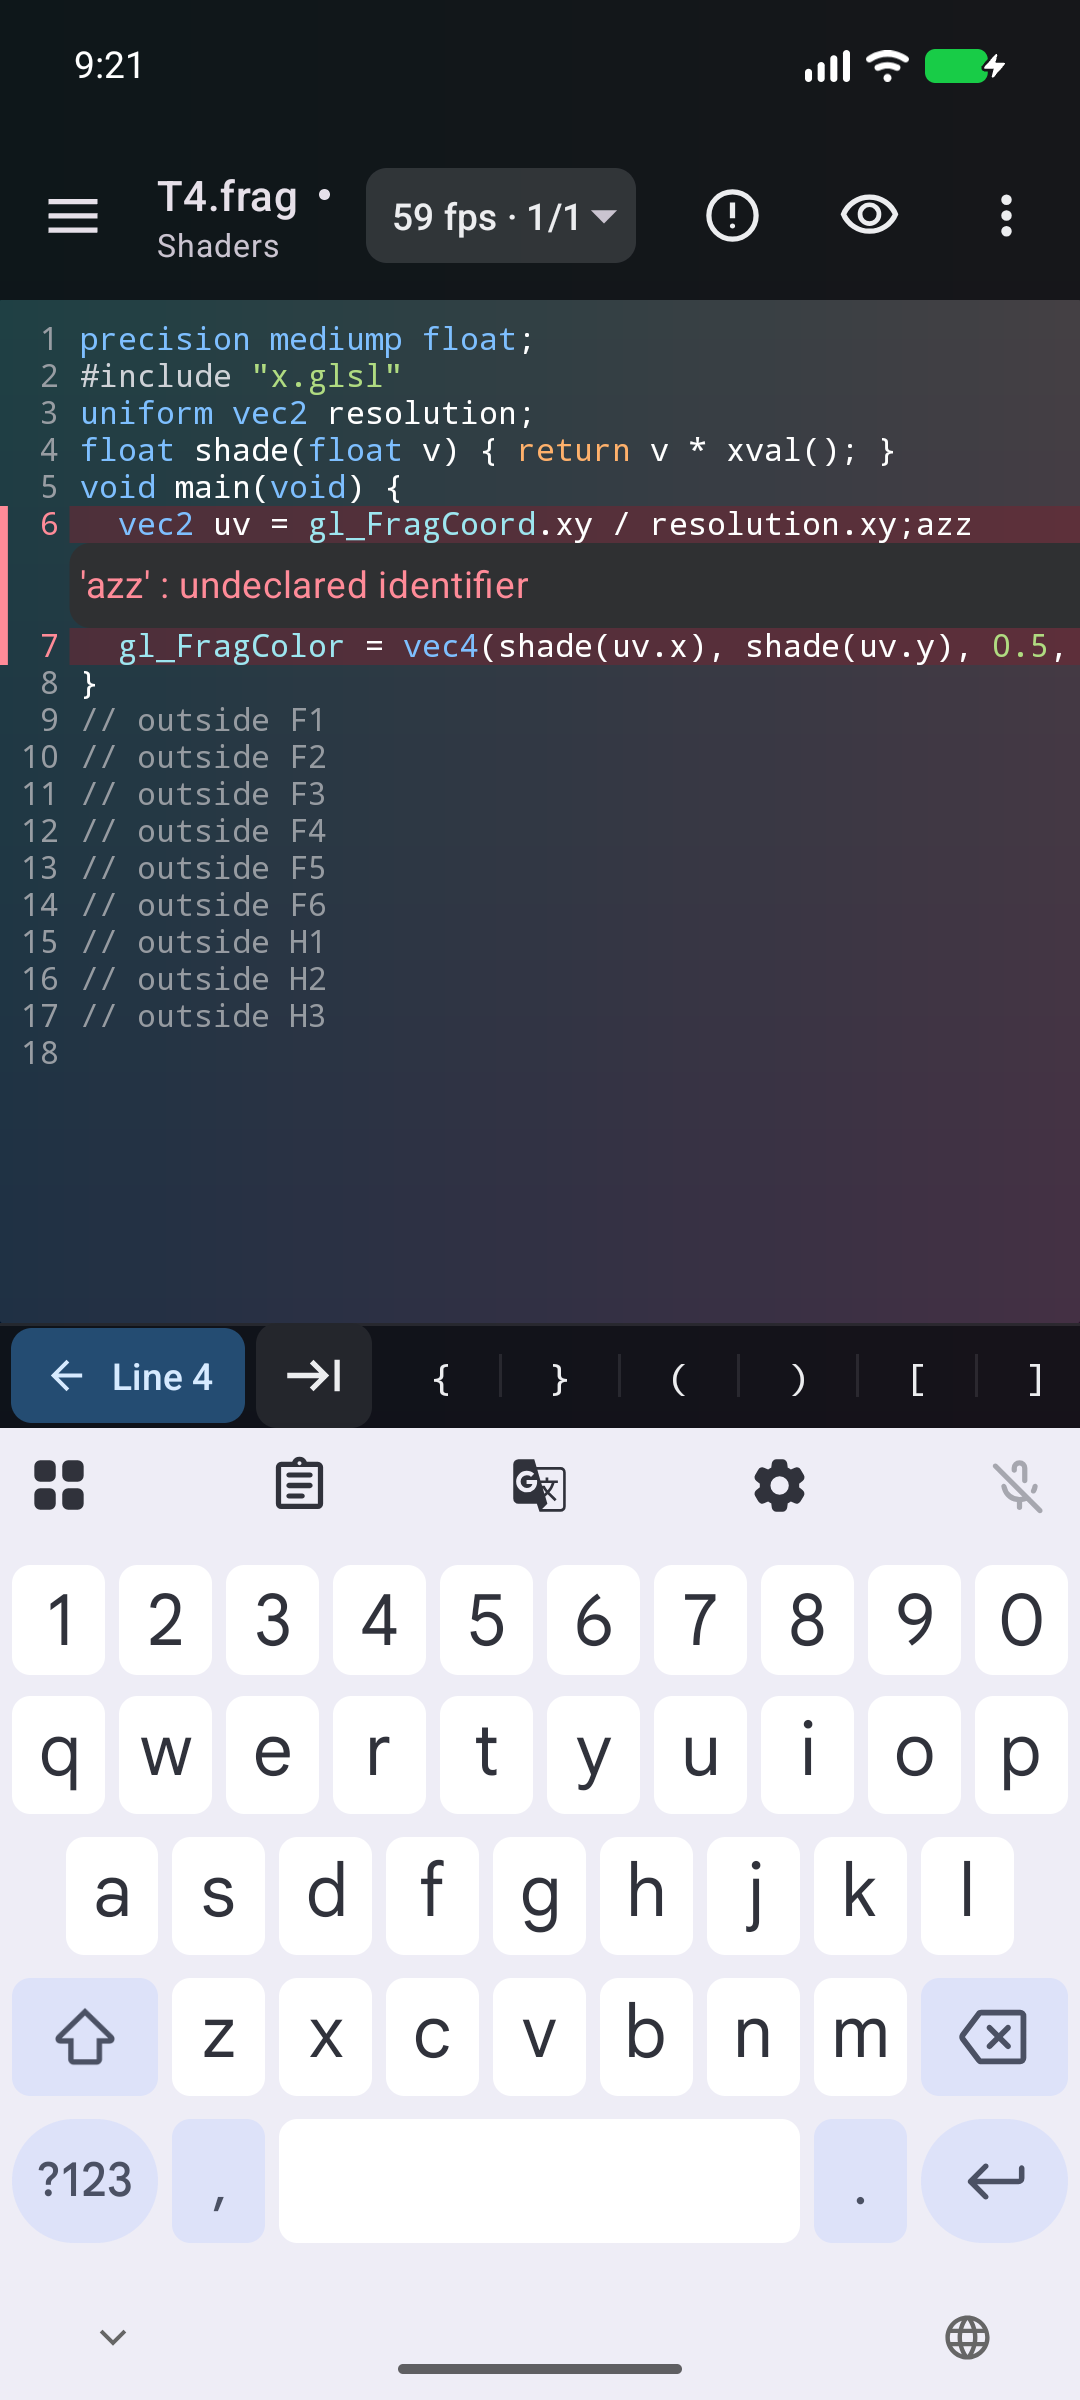 9:21
T4.frag •
Shaders
59 fps · 1/1
1 precision mediump float;
2 #include "x.glsl"
3 uniform vec2 resolution;
4 float shade(float v) { return v * xval(); }
5 void main(void) {
6 vec2 uv = gl_FragCoord.xy / resolution.xy;azz
'azz' : undeclared identifier
7 gl_FragColor = vec4(shade(uv.x), shade(uv.y), 0.5,
8 }
9 // outside F1
10 // outside F2
11 // outside F3
12 // outside F4
13 // outside F5
14 // outside F6
15 // outside H1
16 // outside H2
17 // outside H3
18
← Line 4 { } ( ) [ ]
1 2 3 4 5 6 7 8 9 0
q w e r t y u i o p
a s d f g h j k l
z x c v b n m
?123 , .